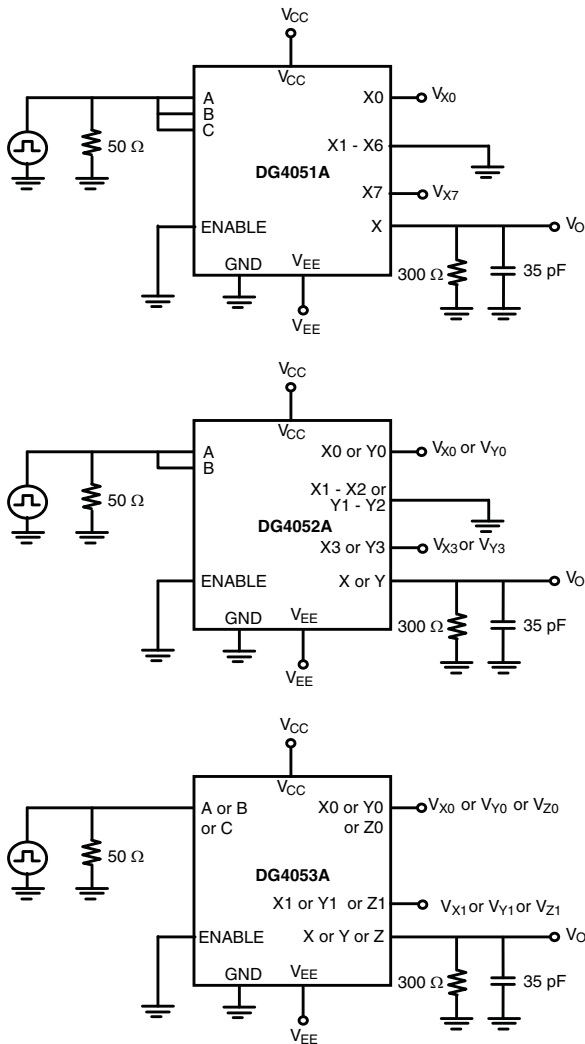 VCC
VCC
A
X0
VX0
B
C
50 Ω
X1 - X6
DG4051A
X7
VX7
ENABLE
X
VO
GND
VEE
300 Ω
35 pF
VEE
VCC
VCC
A
X0 or Y0
VX0 or VY0
B
50 Ω
X1 - X2 or
Y1 - Y2
DG4052A
X3 or Y3
VX3 or VY3
ENABLE
X or Y
VO
GND
VEE
300 Ω
35 pF
VEE
VCC
VCC
A or B
or C
X0 or Y0
or Z0
VX0 or VY0 or VZ0
50 Ω
DG4053A
X1 or Y1 or Z1
VX1 or VY1 or VZ1
ENABLE
X or Y or Z
VO
GND
VEE
300 Ω
35 pF
VEE